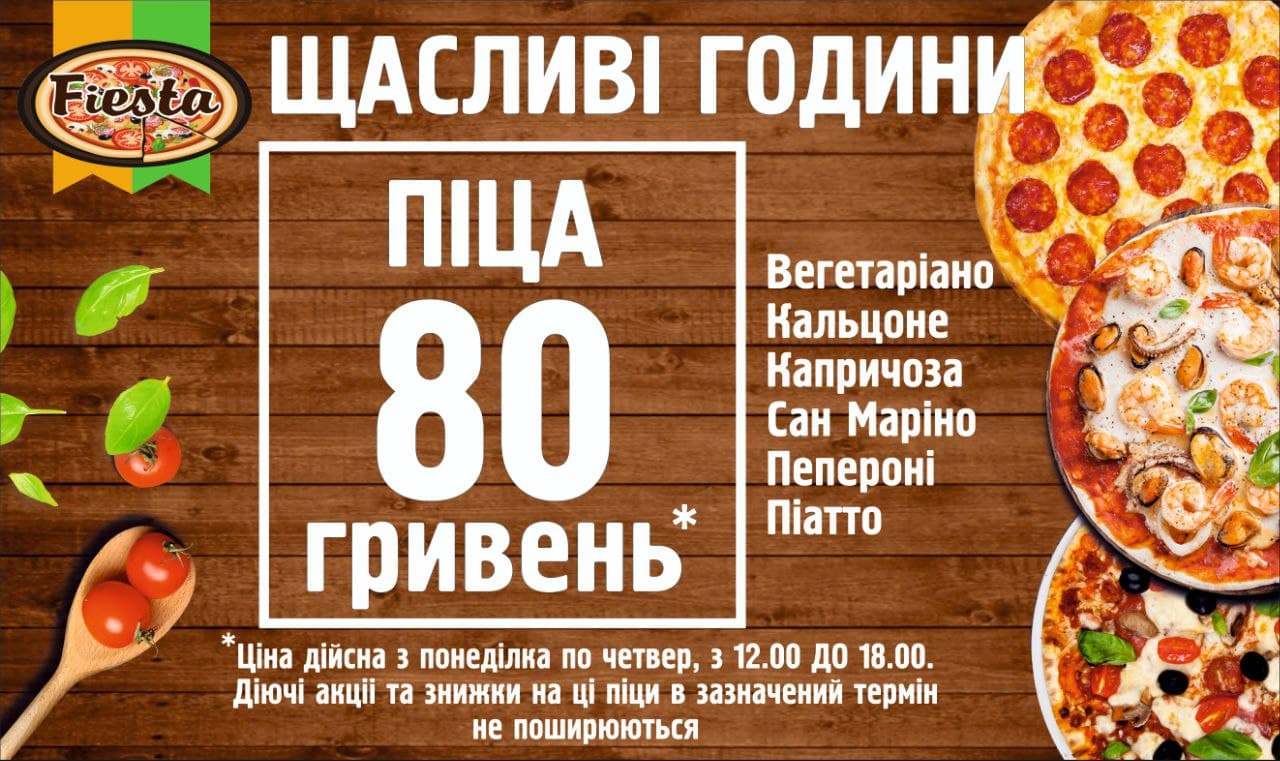 Fiesta
ЩАСЛИВІ ГОДИНИ
ПІЦА
80
гривень*
Вегетаріано
Кальцоне
Капричоза
Сан Маріно
Пепероні
Піатто
*Ціна дійсна з понеділка по четвер, з 12.00 ДО 18.00.
Діючі акції та знижки на ці піци в зазначений термін
не поширюються